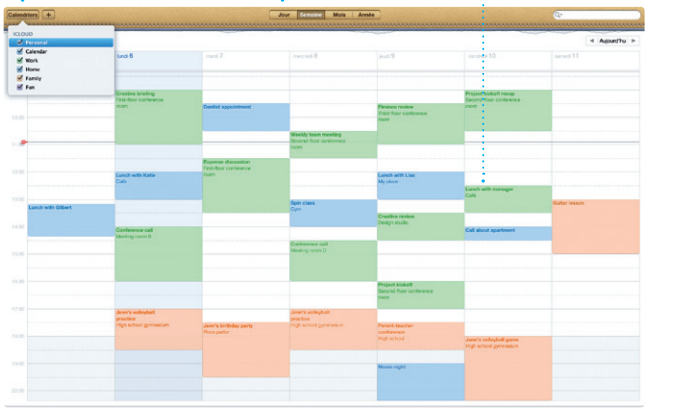 Calendriers +
Jour Semaine Mois Année
ICLOUD
Personal
Calendar
Work
Home
Family
Fun
◀ Aujourd'hui ▶
lundi 6
mardi 7
mercredi 8
jeudi 9
vendredi 10
samedi 11
Creative briefing
First-floor conference
room
Dentist appointment
Weekly team meeting
Second-floor conference
room
Finance review
Third-floor conference
room
Project kickoff recap
Second-floor conference
room
Expense discussion
First-floor conference
room
Lunch with Katie
Café
Lunch with Lisa
My place
Lunch with manager
Café
Lunch with Gilbert
Spin class
Gym
Guitar lesson
Creative review
Design studio
Conference call
Meeting room B
Call about apartment
Conference call
Meeting room D
Project kickoff
Second-floor conference
room
Jenn's volleyball
practice
High school gymnasium
Jenn's birthday party
Pizza parlor
Jenn's volleyball
practice
High school gymnasium
Parent-teacher
conference
High school
Jenn's volleyball game
High school gymnasium
Movie night